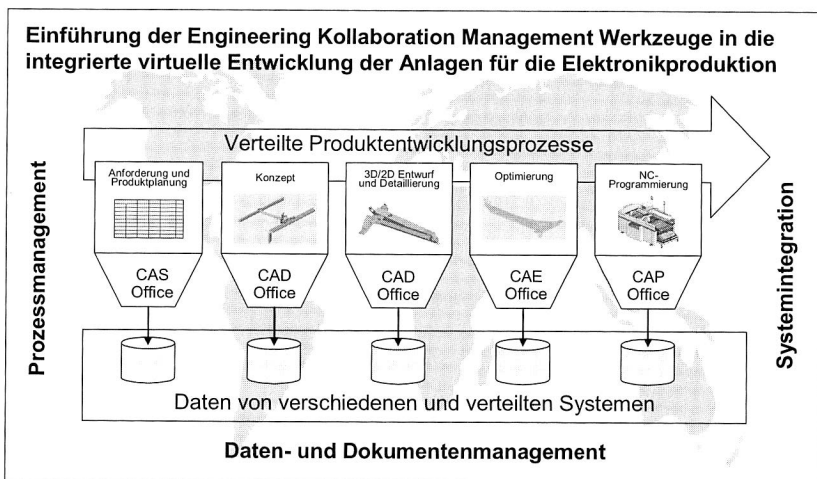 Einführung der Engineering Kollaboration Management Werkzeuge in die
integrierte virtuelle Entwicklung der Anlagen für die Elektronikproduktion
Verteilte Produktentwicklungsprozesse
Prozessmanagement
Anforderung und
Produktplanung
Konzept
3D/2D Entwurf
und Detaillierung
Optimierung
NC-
Programmierung
CAS
Office
CAD
Office
CAD
Office
CAE
Office
CAP
Office
Systemintegration
Daten von verschiedenen und verteilten Systemen
Daten- und Dokumentenmanagement